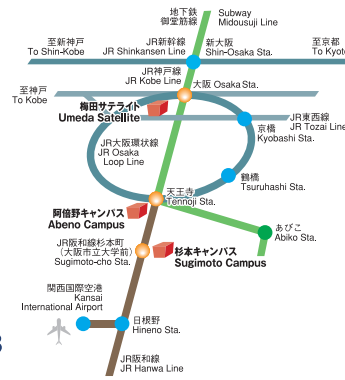 地下鉄
御堂筋線
Subway
Midousuji Line
至新神戸
To Shin-Kobe
JR新幹線
JR Shinkansen Line
新大阪
Shin-Osaka Sta.
至京都
To Kyoto
JR神戸線
JR Kobe Line
大阪 Osaka Sta.
至神戸
To Kobe
梅田サテライト
Umeda Satellite
JR東西線
JR Tozai Line
京橋
Kyobashi Sta.
JR大阪環状線
JR Osaka
Loop Line
鶴橋
Tsuruhashi Sta.
天王寺
Tennoji Sta.
阿倍野キャンパス
Abeno Campus
あびこ
Abiko Sta.
JR阪和線杉本町
(大阪市立大学前)
Sugimoto-cho Sta.
杉本キャンパス
Sugimoto Campus
関西国際空港
Kansai
International Airport
日根野
Hineno Sta.
JR阪和線
JR Hanwa Line